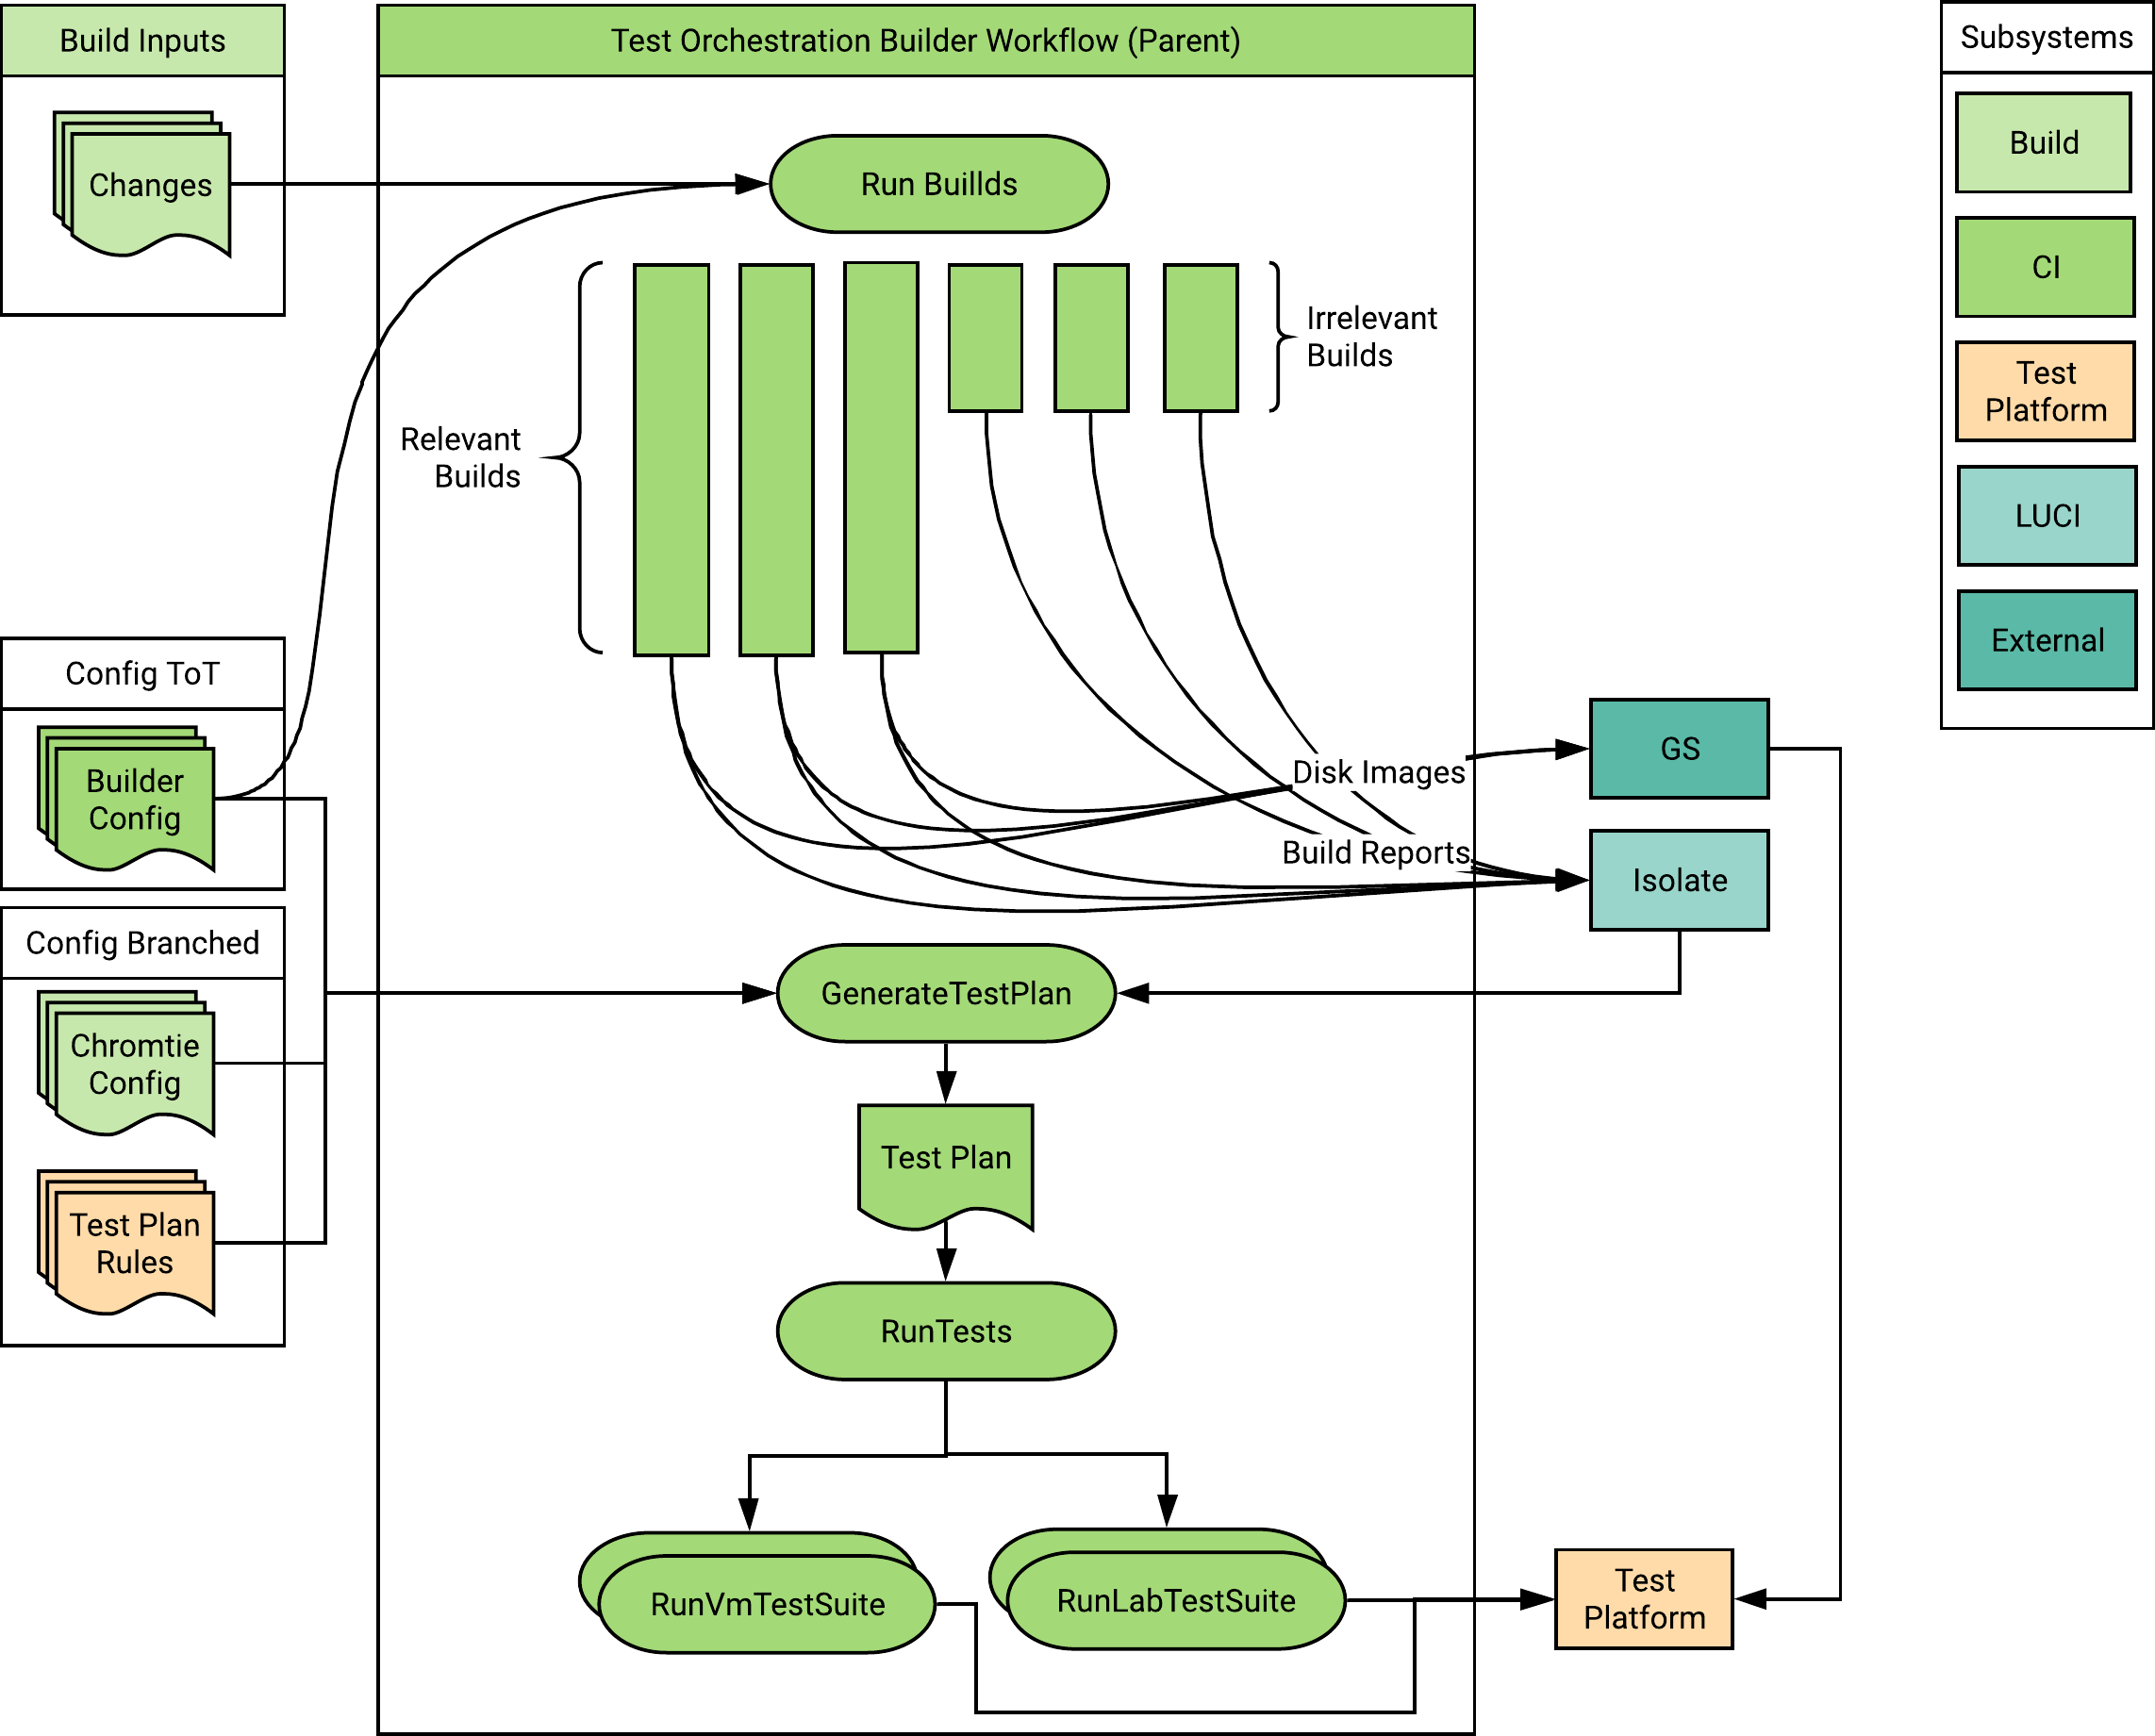 Build Inputs
Changes
Test Orchestration Builder Workflow (Parent)
Run Buillds
Relevant
Builds
Irrelevant
Builds
Subsystems
Build
CI
Test
Platform
LUCI
External
Config ToT
Builder
Config
Config Branched
Chromtie
Config
Test Plan
Rules
Disk Images
Build Reports
GS
Isolate
GenerateTestPlan
Test Plan
RunTests
RunVmTestSuite
RunLabTestSuite
Test
Platform